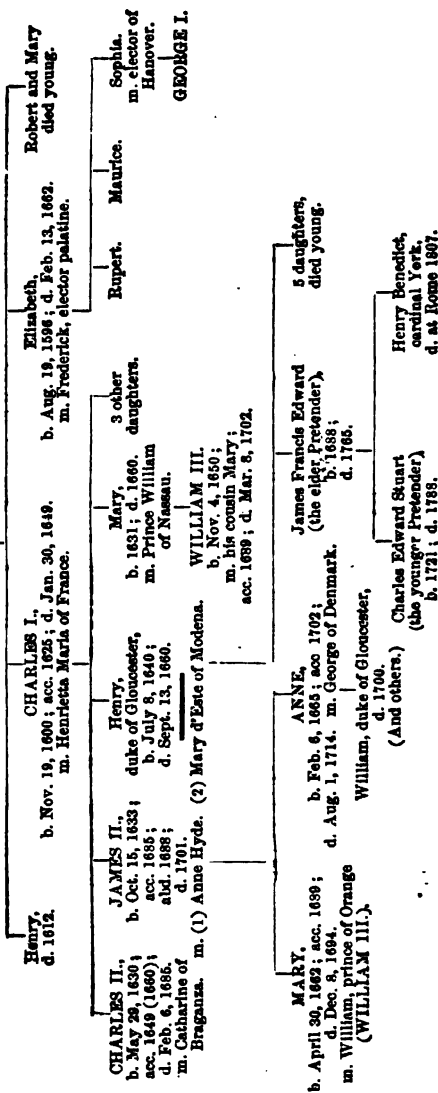 Henry,
d. 1612.
CHARLES I.,
b. Nov. 19, 1600; acc. 1625; d. Jan. 30, 1649.
m. Henrietta Maria of France.
Elizabeth,
b. Aug. 19, 1596; d. Feb. 13, 1662.
m. Frederick, elector palatine.
Robert and Mary
died young.
CHARLES II.,
b. May 29, 1630;
acc. 1649 (1660);
d. Feb. 6, 1685.
m. Catharine of
Braganza.
JAMES II.,
b. Oct. 15, 1633;
acc. 1685;
abd. 1688;
d. 1701.
m. (1) Anne Hyde. (2) Mary d'Este of Modena.
Henry,
duke of Gloucester,
b. July 8, 1640;
d. Sept. 13, 1660.
Mary,
b. 1631; d. 1660.
m. Prince William
of Nassau.
3 other
daughters.
Rupert.
Maurice.
Sophia.
m. elector of
Hanover.
WILLIAM III.
b. Nov. 4, 1650;
m. his cousin Mary;
acc. 1689; d. Mar. 8, 1702.
GEORGE I.
MARY.
b. April 30, 1662; acc. 1689;
d. Dec. 8, 1694.
m. William, prince of Orange
(WILLIAM III.).
ANNE,
b. Feb. 6, 1665; acc 1702;
d. Aug. 1, 1714. m. George of Denmark.
William, duke of Gloucester,
d. 1700.
(And others.)
James Francis Edward
(the elder Pretender),
b. 1688;
d. 1765.
5 daughters,
died young.
Charles Edward Stuart
(the younger Pretender)
b. 1721; d. 1788.
Henry Benedict,
cardinal York,
d. at Rome 1807.